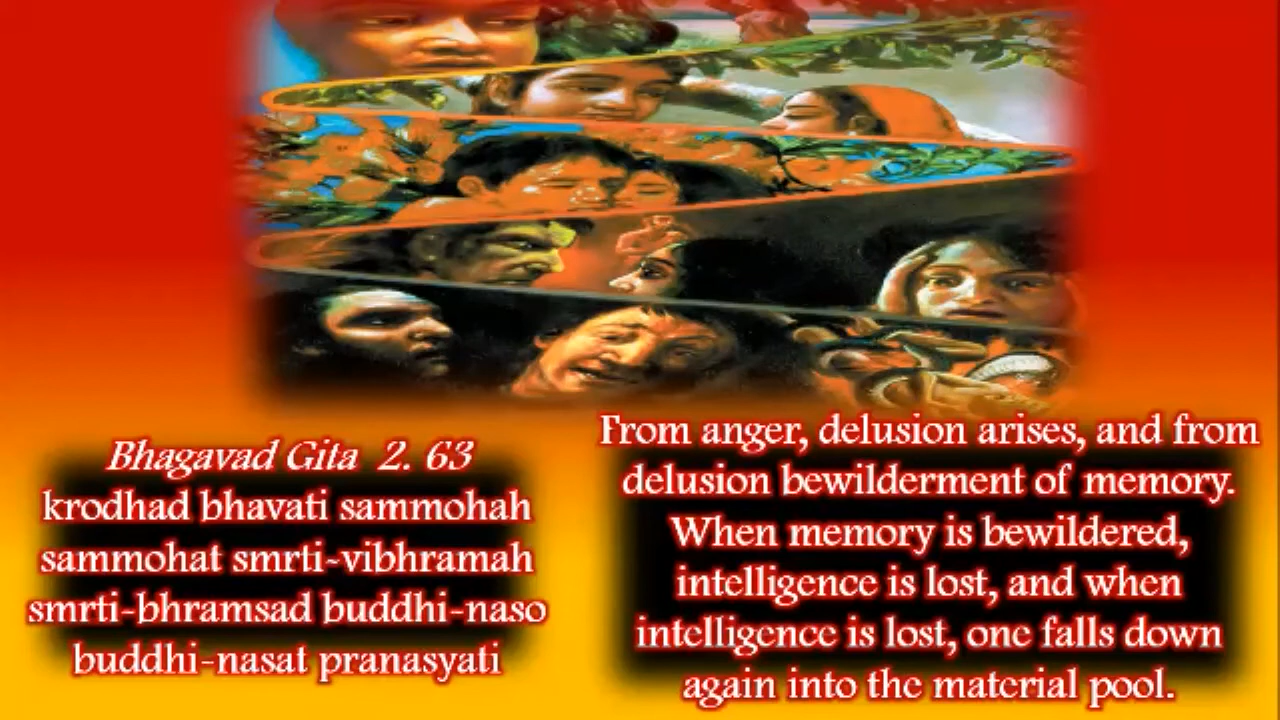 Bhagavad Gita 2. 63
krodhad bhavati sammohah
sammohat smrti-vibhramah
smrti-bhramsad buddhi-naso
buddhi-nasat pranasyati
From anger, delusion arises, and from
delusion bewilderment of memory.
When memory is bewildered,
intelligence is lost, and when
intelligence is lost, one falls down
again into the material pool.